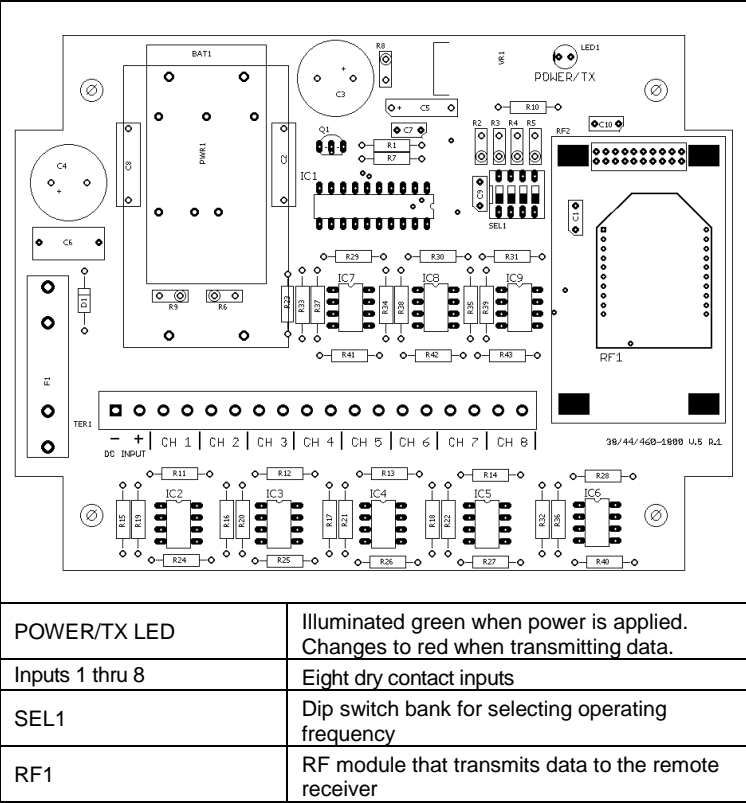 BAT1
R8
VR1
LED1
POWER/TX
C3
C5
R10
R2 R3 R4 R5
C10
RF2
Q1
C7
R1
R7
C4
C8
PWR1
C2
IC1
C9
SEL1
C1
C6
R29
R30
R31
D1
IC7
IC8
IC9
R9
R6
R23
R33
R37
R34
R38
R35
R39
R41
R42
R43
RF1
F1
TER1
− + CH 1 CH 2 CH 3 CH 4 CH 5 CH 6 CH 7 CH 8
DC INPUT
38/44/460-1800 V.5 R.1
R11
R12
R13
R14
R28
IC2
IC3
IC4
IC5
IC6
R15
R19
R16
R20
R17
R21
R18
R22
R32
R36
R24
R25
R26
R27
R40
POWER/TX LED
Illuminated green when power is applied.
Changes to red when transmitting data.
Inputs 1 thru 8
Eight dry contact inputs
SEL1
Dip switch bank for selecting operating
frequency
RF1
RF module that transmits data to the remote
receiver